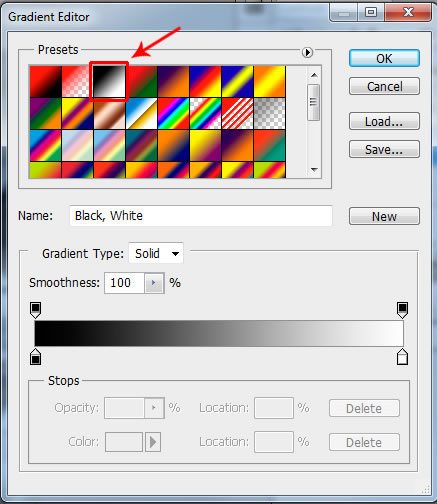 Gradient Editor
Presets
OK
Cancel
Load...
Save...
Name: Black, White
New
Gradient Type: Solid
Smoothness: 100 %
Stops
Opacity: % Location: % Delete
Color: Location: % Delete